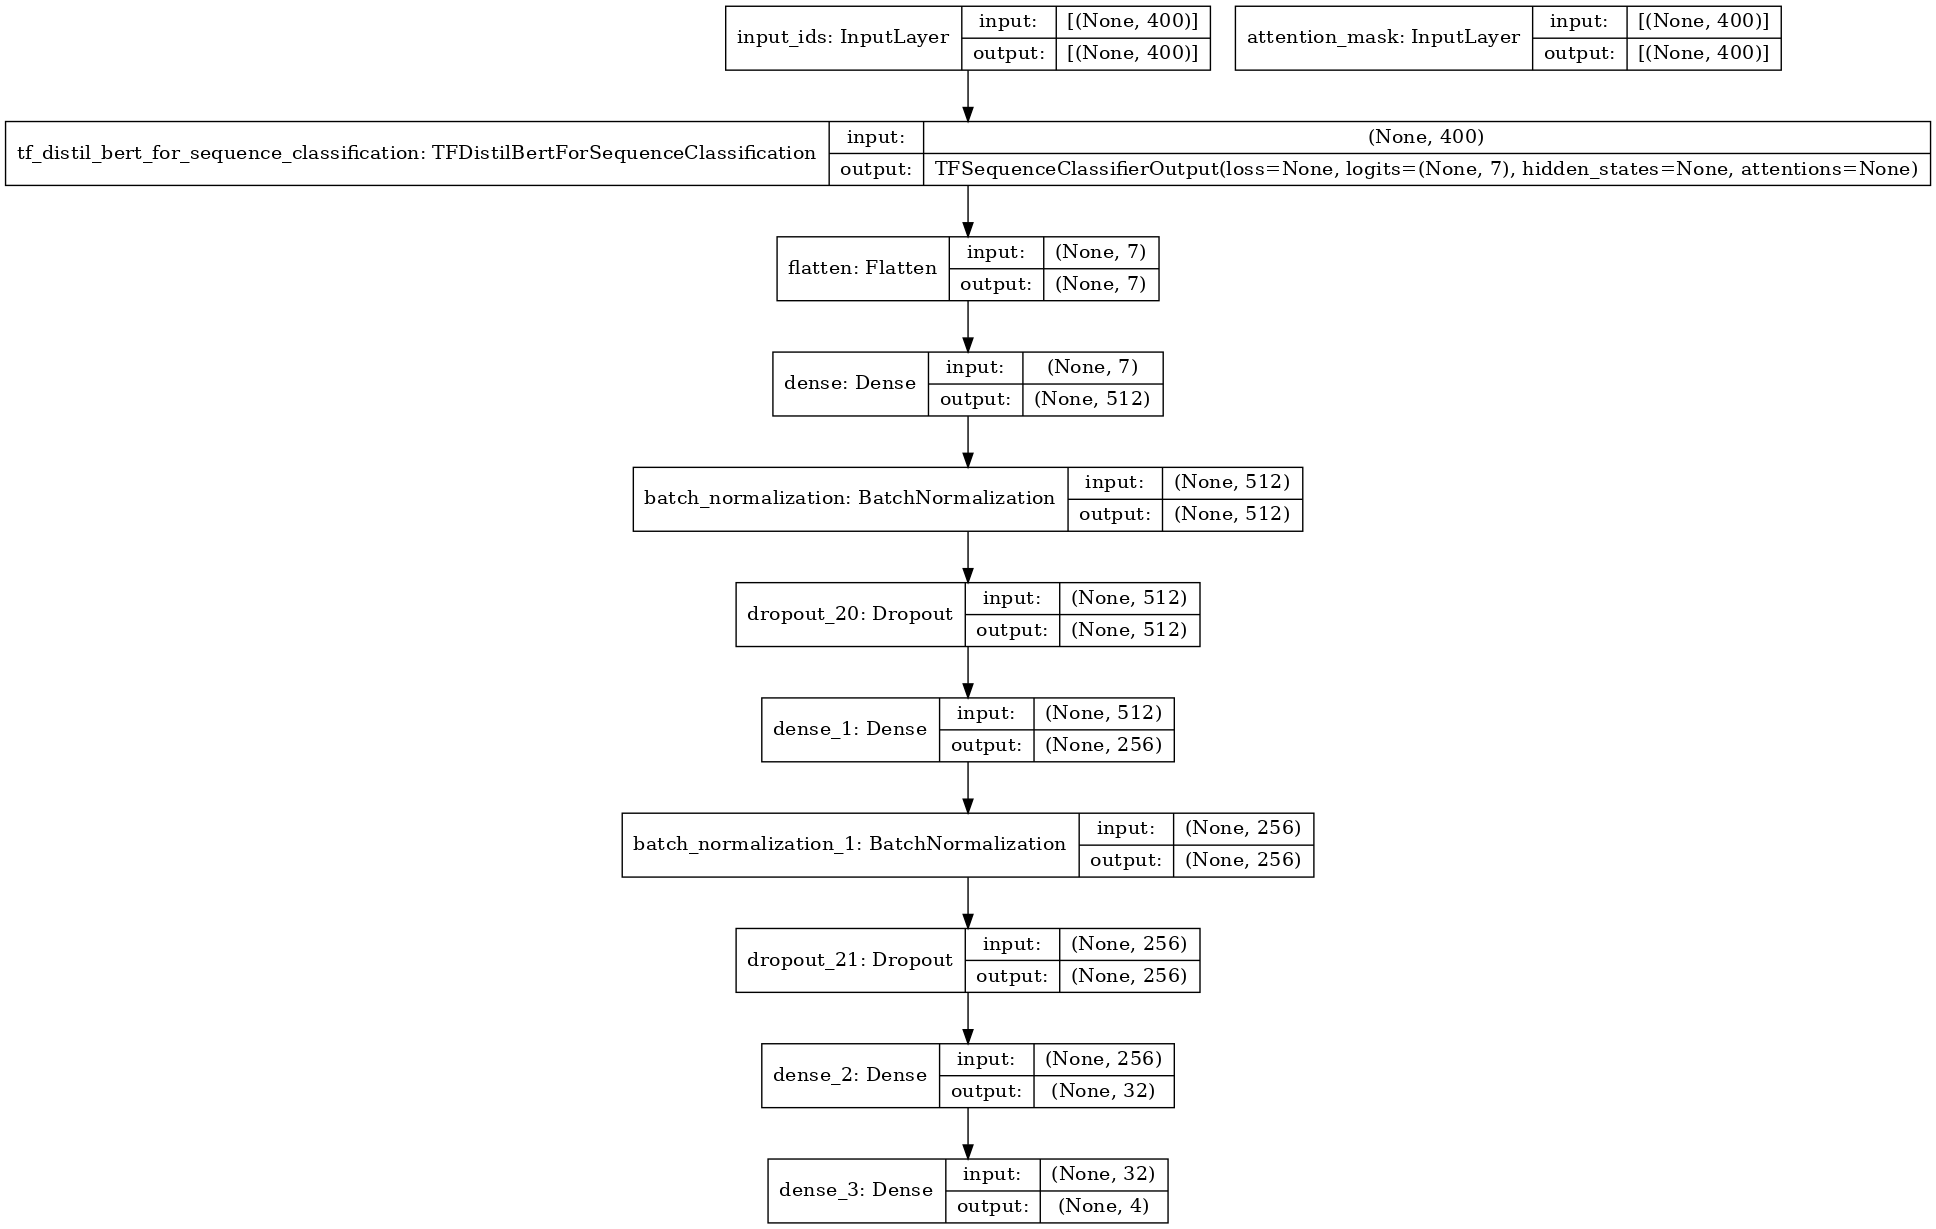 input_ids: InputLayer
input: [(None, 400)]
output: [(None, 400)]
attention_mask: InputLayer
input: [(None, 400)]
output: [(None, 400)]
tf_distil_bert_for_sequence_classification: TFDistilBertForSequenceClassification
input: (None, 400)
output: TFSequenceClassifierOutput(loss=None, logits=(None, 7), hidden_states=None, attentions=None)
flatten: Flatten
input: (None, 7)
output: (None, 7)
dense: Dense
input: (None, 7)
output: (None, 512)
batch_normalization: BatchNormalization
input: (None, 512)
output: (None, 512)
dropout_20: Dropout
input: (None, 512)
output: (None, 512)
dense_1: Dense
input: (None, 512)
output: (None, 256)
batch_normalization_1: BatchNormalization
input: (None, 256)
output: (None, 256)
dropout_21: Dropout
input: (None, 256)
output: (None, 256)
dense_2: Dense
input: (None, 256)
output: (None, 32)
dense_3: Dense
input: (None, 32)
output: (None, 4)